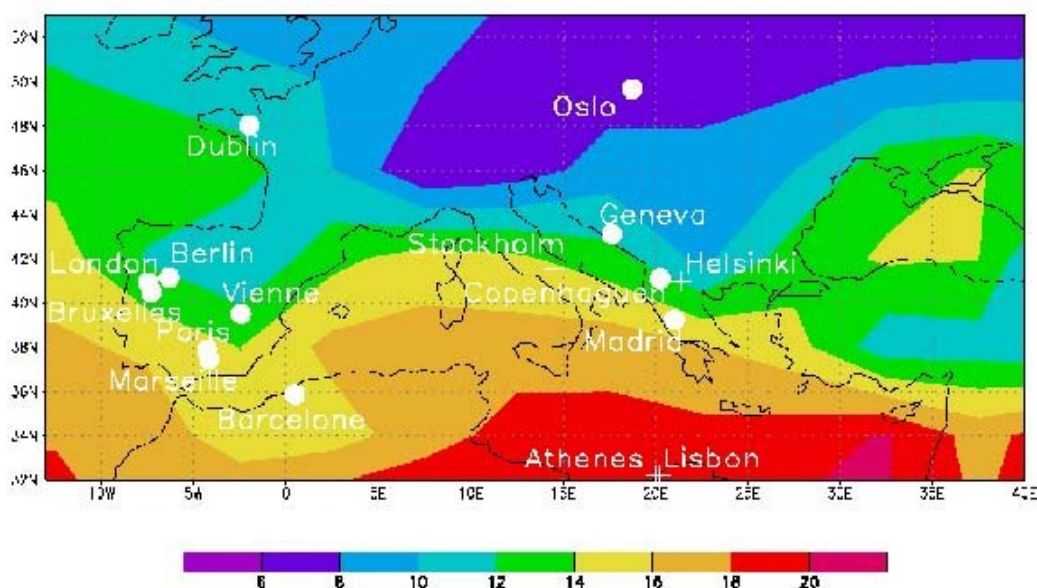 52N
50N
Oslo
48N
Dublin
46N
44N
Geneva
Stockholm
42N
London Berlin Helsinki
Vienne Copenhaguen
40N
Bruxelles
Paris Madrid
38N
Marseille
36N
Barcelone
34N
Athenes Lisbon
32N
10W 5W 0 5E 10E 15E 20E 25E 30E 35E 40E
6 8 10 12 14 16 18 20